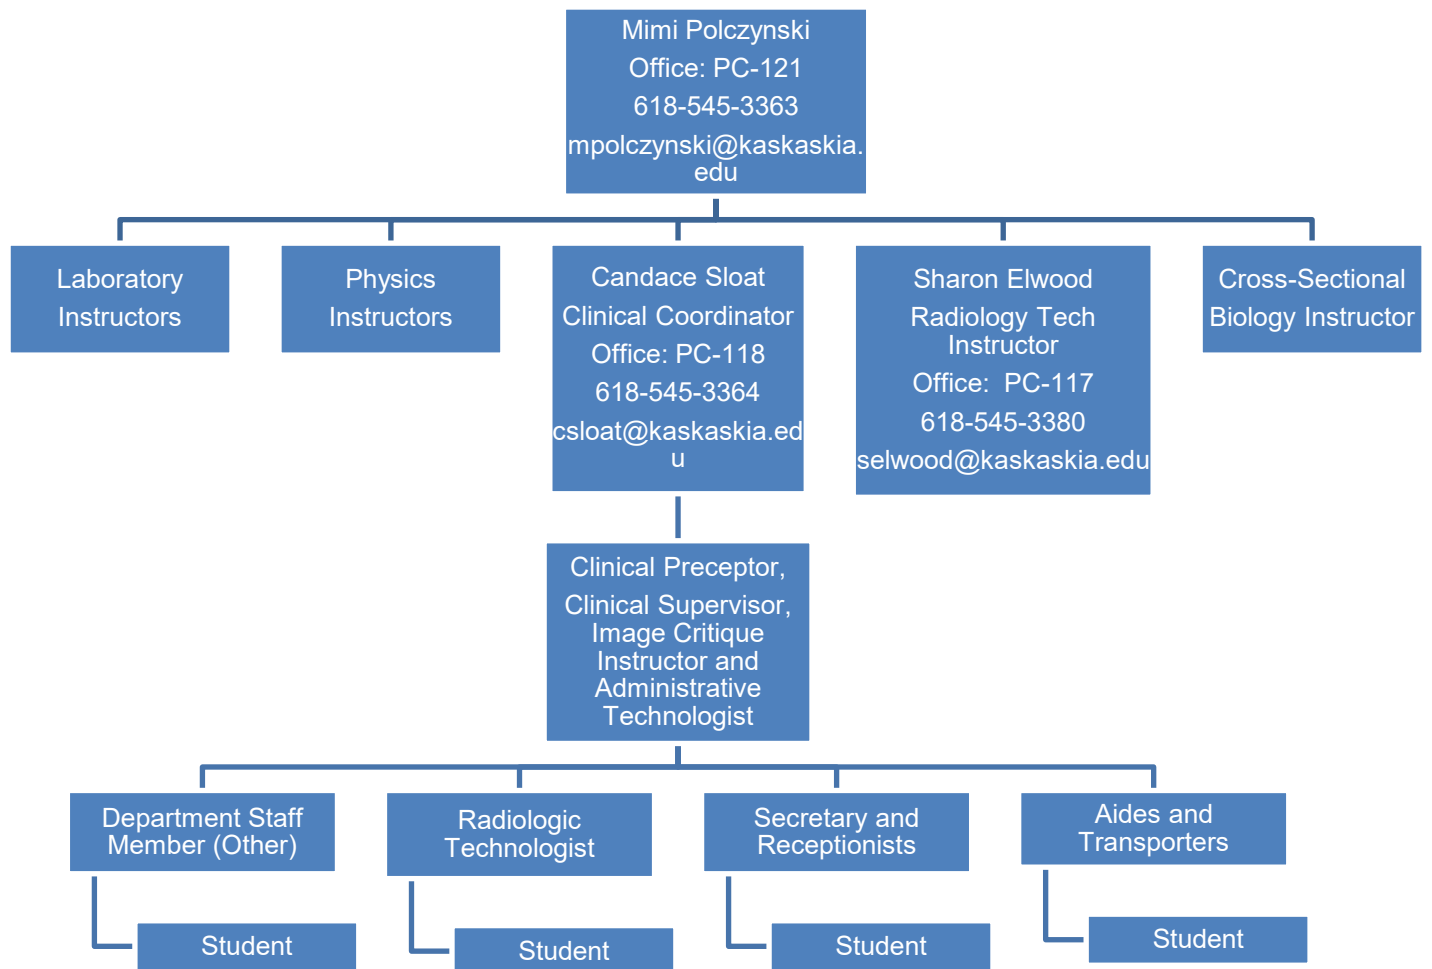 Mimi Polczynski
Office: PC-121
618-545-3363
mpolczynski@kaskaskia.
edu
Laboratory
Instructors
Physics
Instructors
Candace Sloat
Clinical Coordinator
Office: PC-118
618-545-3364
csloat@kaskaskia.ed
u
Sharon Elwood
Radiology Tech
Instructor
Office: PC-117
618-545-3380
selwood@kaskaskia.edu
Cross-Sectional
Biology Instructor
Clinical Preceptor,
Clinical Supervisor,
Image Critique
Instructor and
Administrative
Technologist
Department Staff
Member (Other)
Student
Radiologic
Technologist
Student
Secretary and
Receptionists
Student
Aides and
Transporters
Student